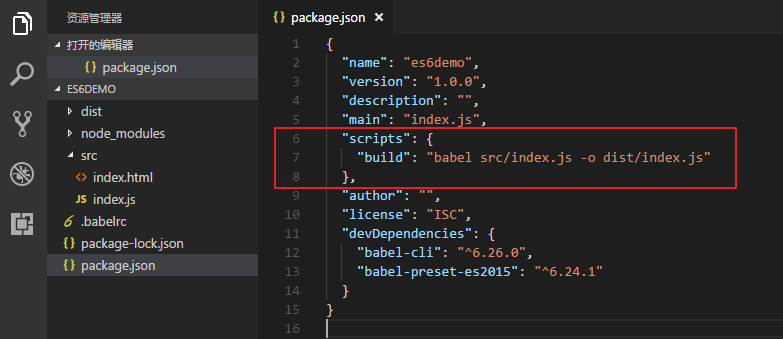 资源管理器
打开的编辑器
{} package.json
ES6DEMO
dist
node_modules
src
<> index.html
JS index.js
.babelrc
{} package-lock.json
{} package.json
{} package.json ×
1 {
2 "name": "es6demo",
3 "version": "1.0.0",
4 "description": "",
5 "main": "index.js",
6 "scripts": {
7 "build": "babel src/index.js -o dist/index.js"
8 },
9 "author": "",
10 "license": "ISC",
11 "devDependencies": {
12 "babel-cli": "^6.26.0",
13 "babel-preset-es2015": "^6.24.1"
14 }
15 }
16